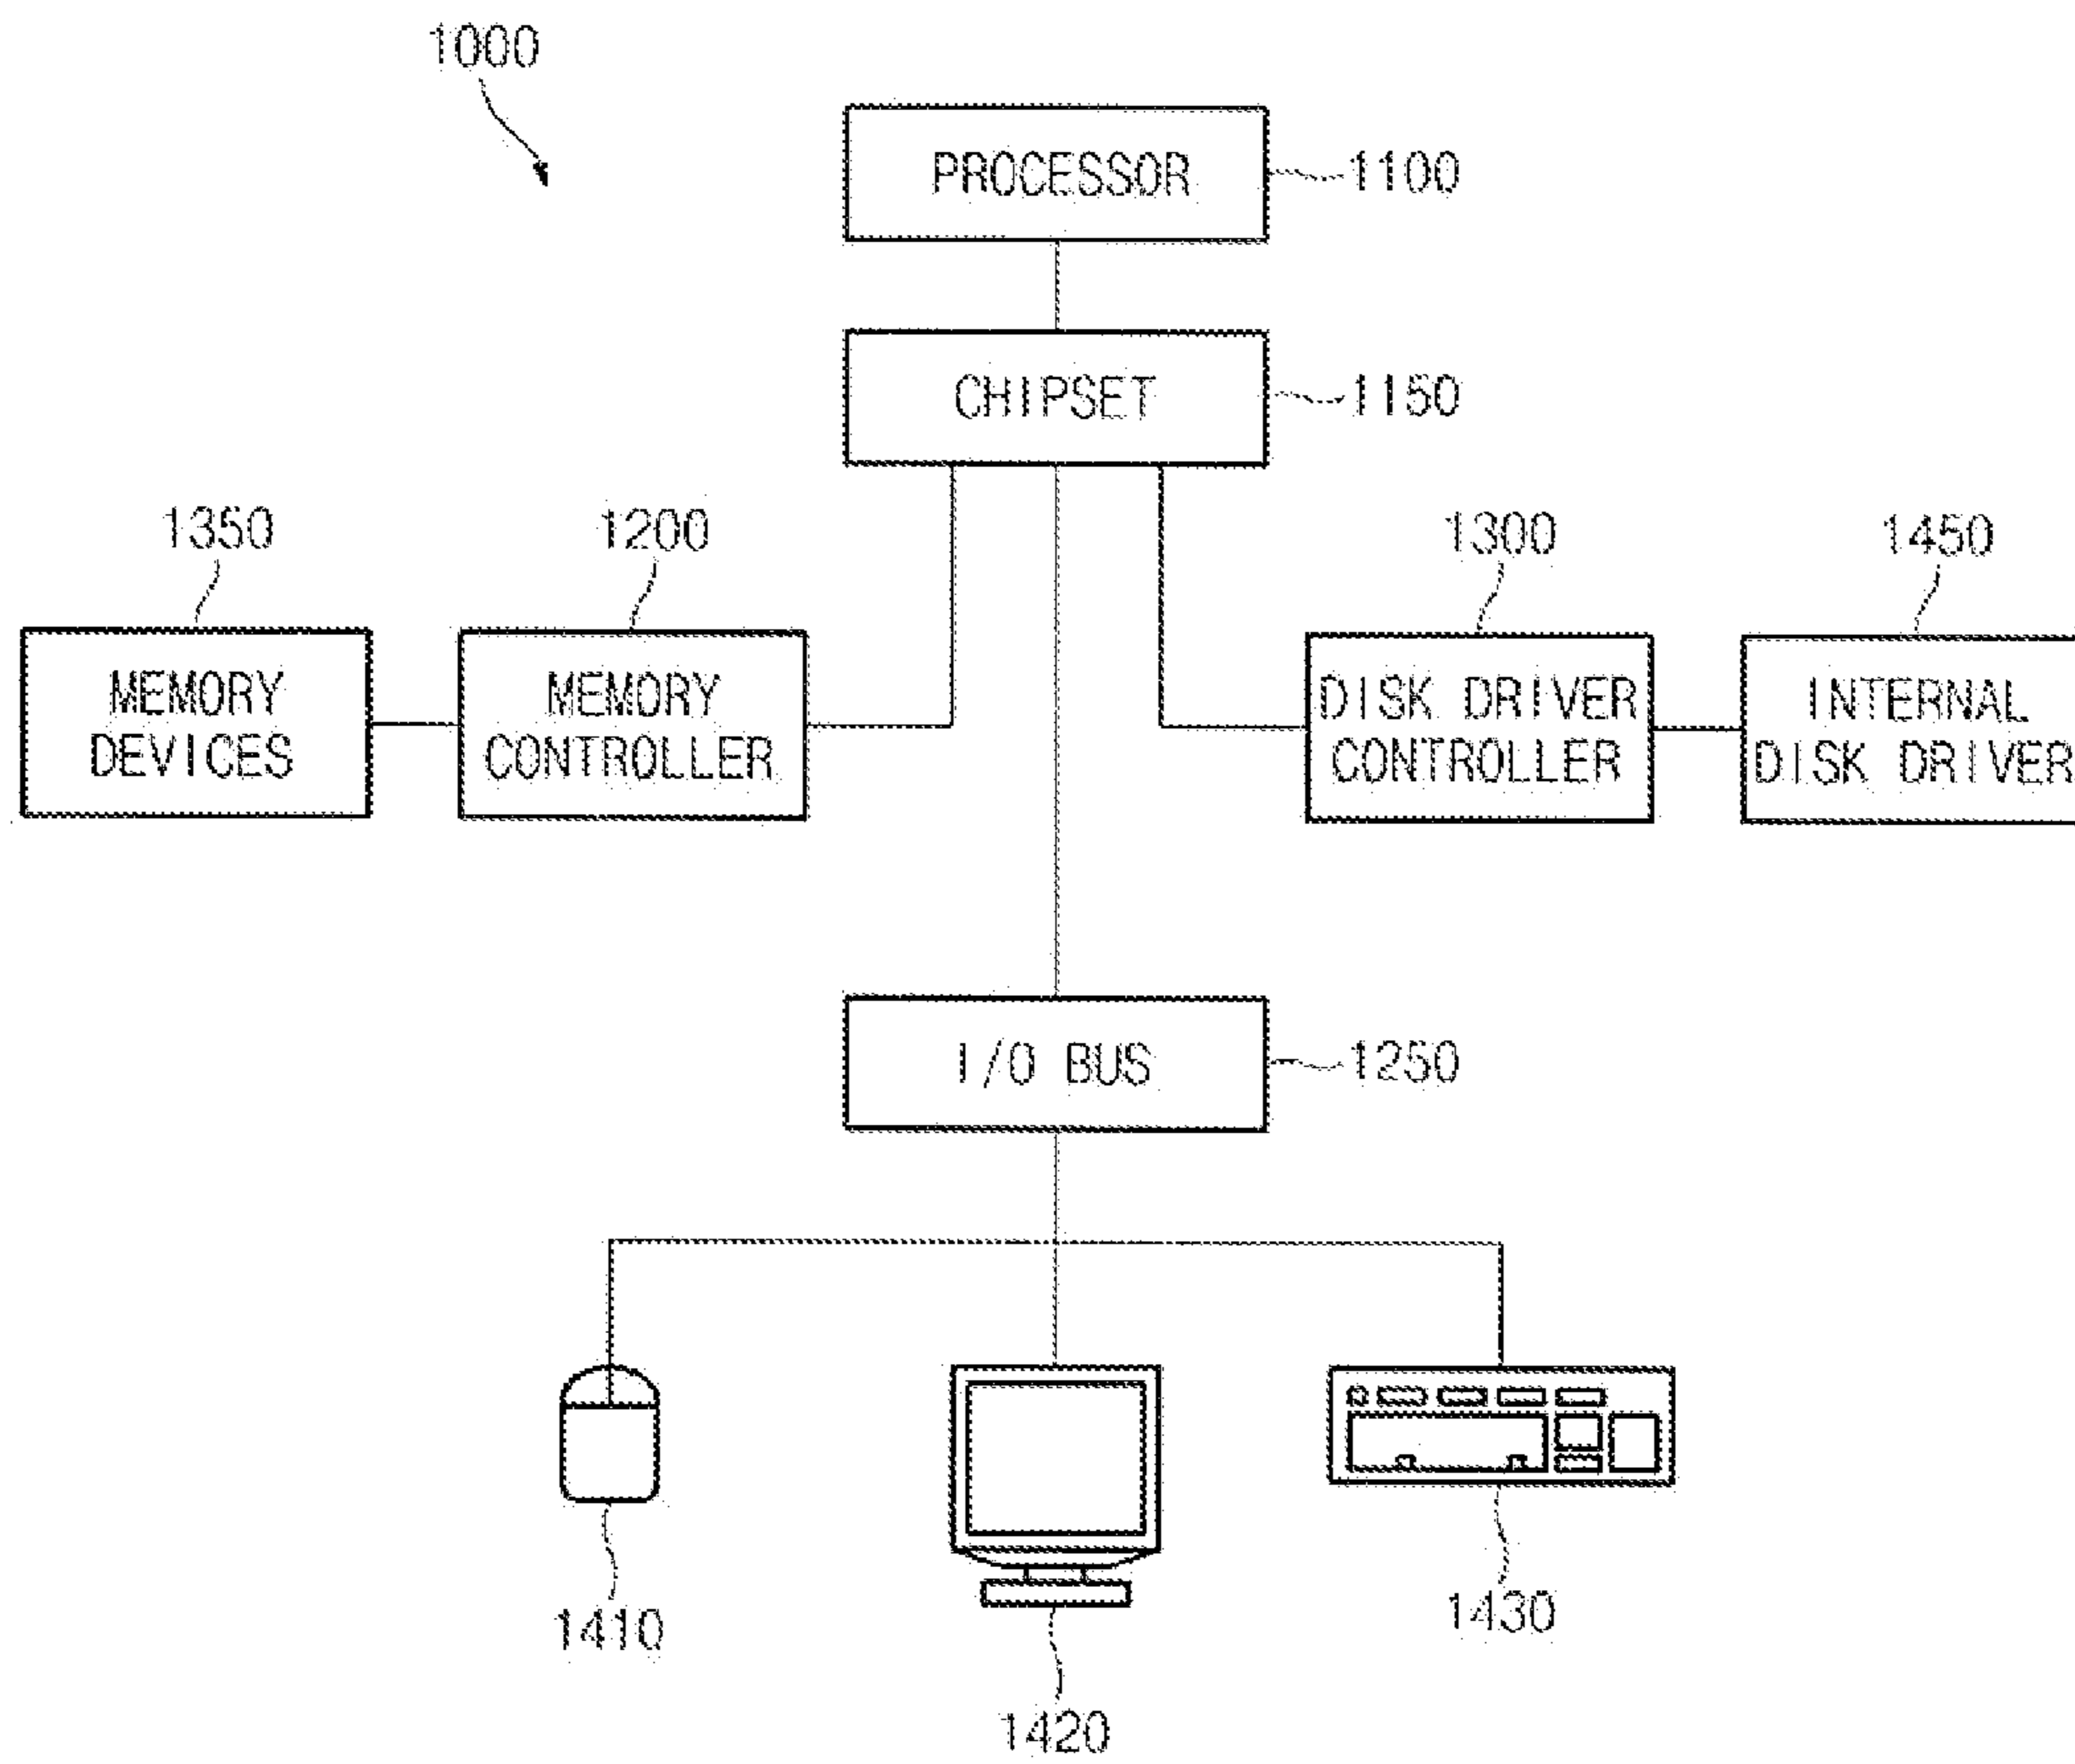 1000
PROCESSOR
1100
CHIPSET
1150
1350
1200
1300
1450
MEMORY
DEVICES
MEMORY
CONTROLLER
DISK DRIVER
CONTROLLER
INTERNAL
DISK DRIVER
I/O BUS
1250
1410
1420
1430